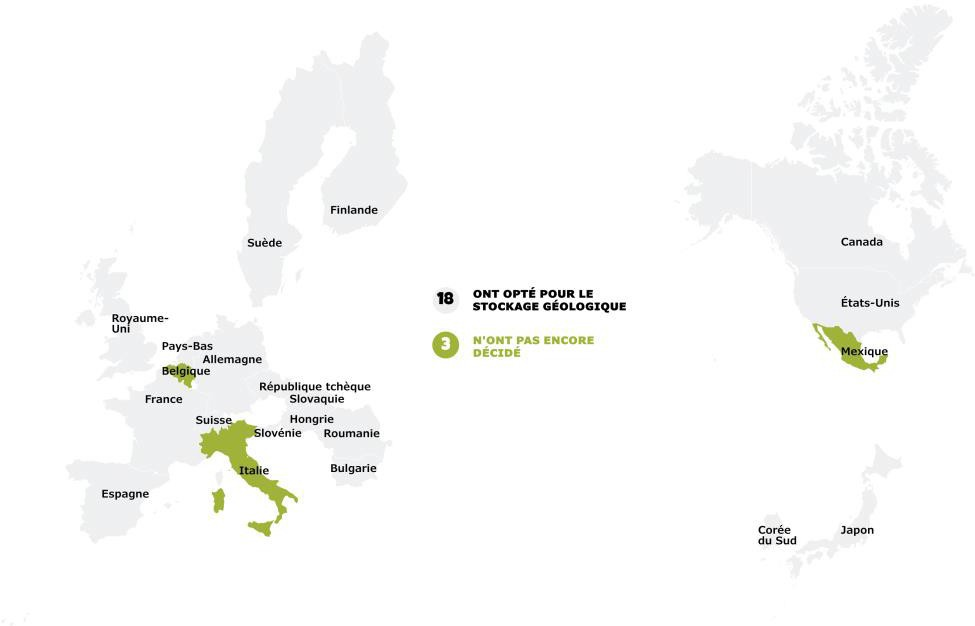 Finlande
Suède
Royaume-
Uni
Pays-Bas
Allemagne
Belgique
République tchèque
Slovaquie
France
Suisse
Hongrie
Slovénie
Roumanie
Italie
Bulgarie
Espagne
18
ONT OPTÉ POUR LE
STOCKAGE GÉOLOGIQUE
3
N'ONT PAS ENCORE
DÉCIDÉ
Canada
États-Unis
Mexique
Corée
du Sud
Japon